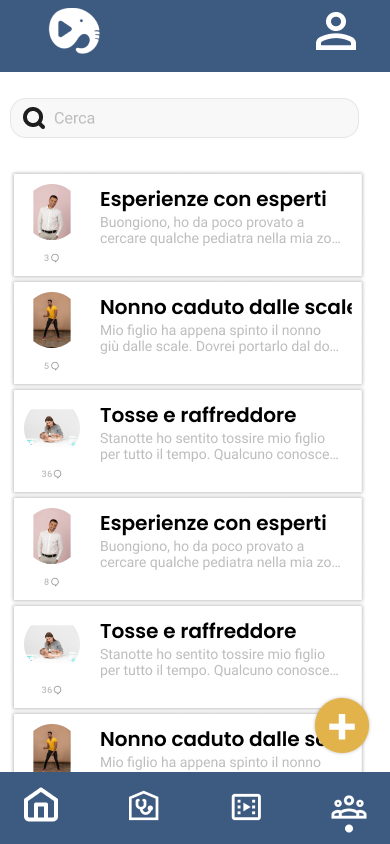 Cerca
Esperienze con esperti
Buongiono, ho da poco provato a
cercare qualche pediatra nella mia zo...
3
Nonno caduto dalle scale
Mio figlio ha appena spinto il nonno
giù dalle scale. Dovrei portarlo dal do...
5
Tosse e raffreddore
Stanotte ho sentito tossire mio figlio
per tutto il tempo. Qualcuno conosce...
36
Esperienze con esperti
Buongiono, ho da poco provato a
cercare qualche pediatra nella mia zo...
8
Tosse e raffreddore
Stanotte ho sentito tossire mio figlio
per tutto il tempo. Qualcuno conosce...
36
Nonno caduto dalle
Mio figlio ha appena spinto il nonno